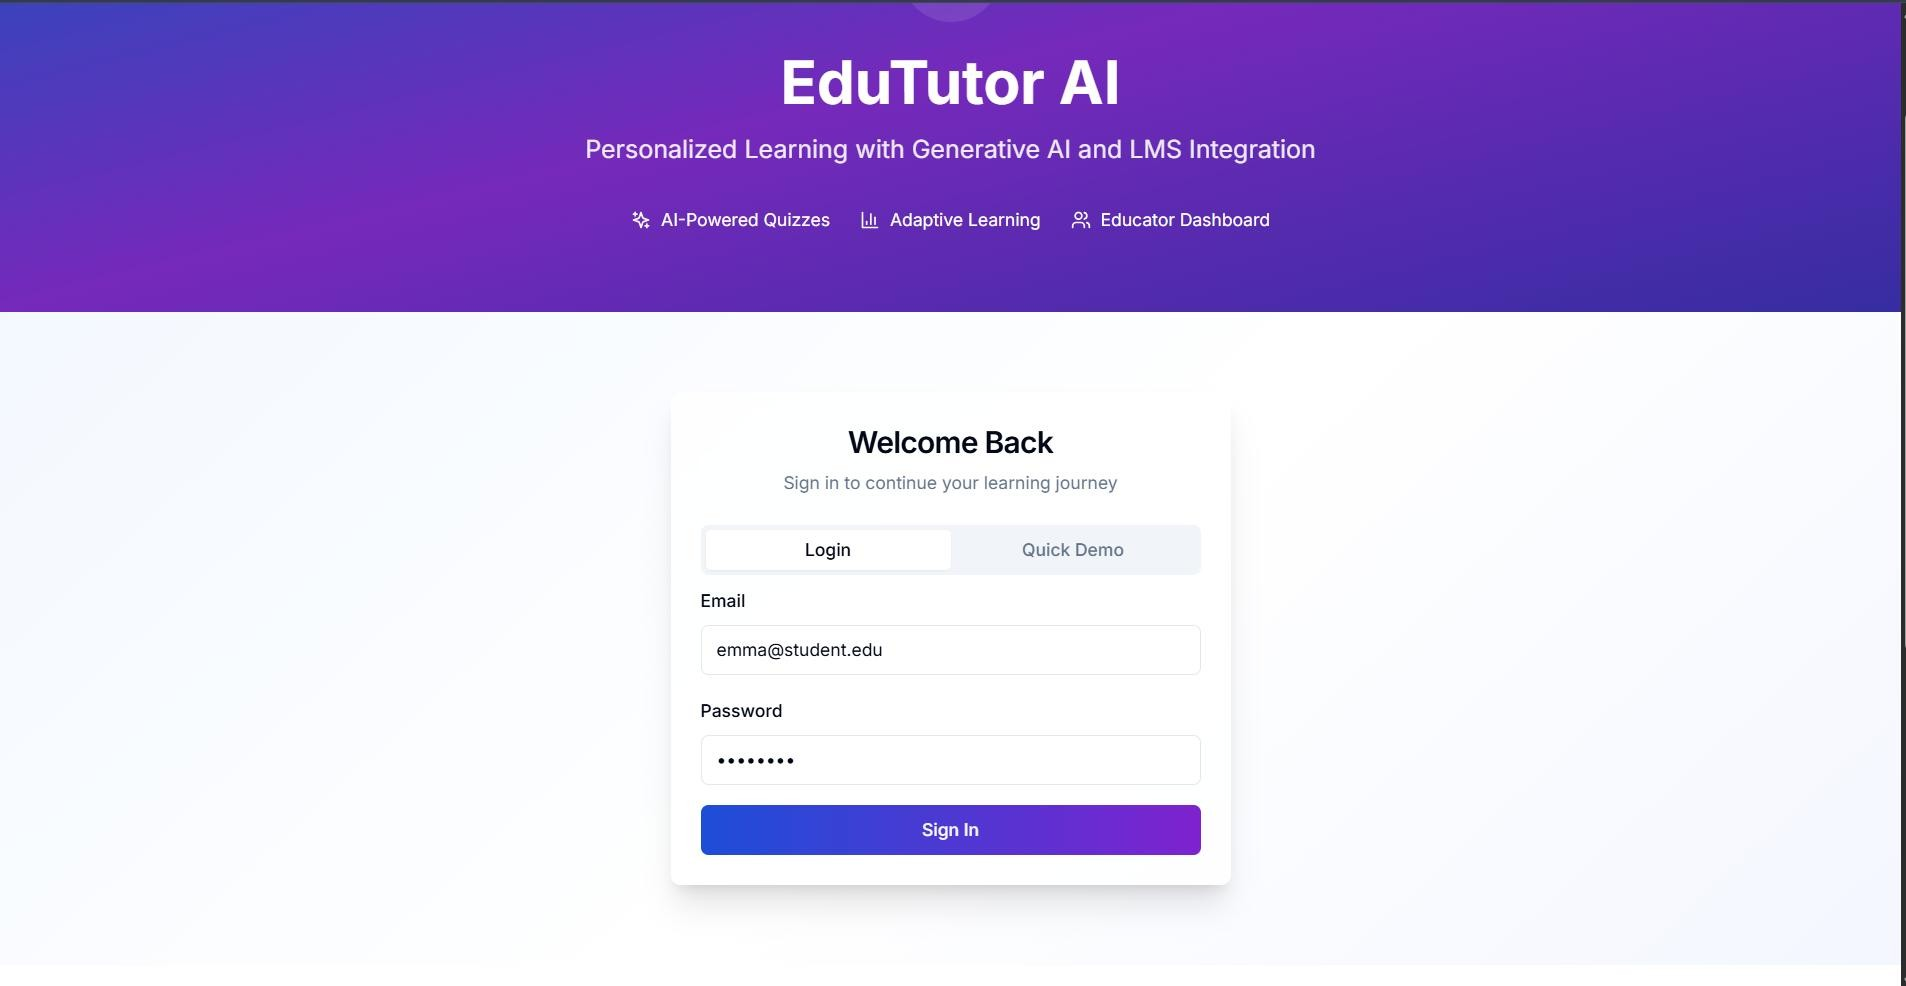 EduTutor AI
Personalized Learning with Generative AI and LMS Integration
AI-Powered Quizzes Adaptive Learning Educator Dashboard
Welcome Back
Sign in to continue your learning journey
Login Quick Demo
Email
emma@student.edu
Password
••••••••
Sign In